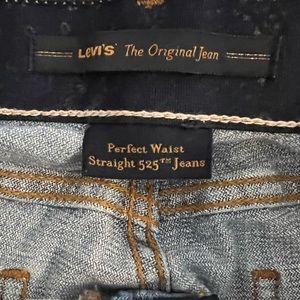 Levi's The Original Jean
Perfect Waist
Straight 525™ Jeans